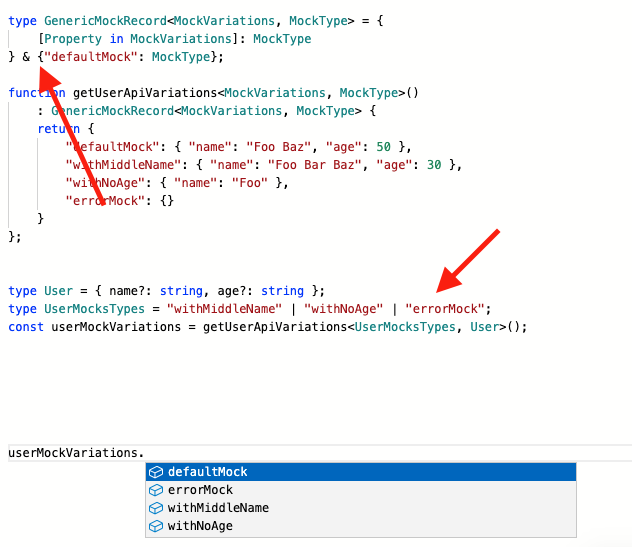 type GenericMockRecord<MockVariations, MockType> = {
    [Property in MockVariations]: MockType
} & {"defaultMock": MockType};
function getUserApiVariations<MockVariations, MockType>()
    : GenericMockRecord<MockVariations, MockType> {
    return {
        "defaultMock": { "name": "Foo Baz", "age": 50 },
        "withMiddleName": { "name": "Foo Bar Baz", "age": 30 },
        "withNoAge": { "name": "Foo" },
        "errorMock": {}
    }
};
type User = { name?: string, age?: string };
type UserMocksTypes = "withMiddleName" | "withNoAge" | "errorMock";
const userMockVariations = getUserApiVariations<UserMocksTypes, User>();
userMockVariations.
defaultMock
errorMock
withMiddleName
withNoAge